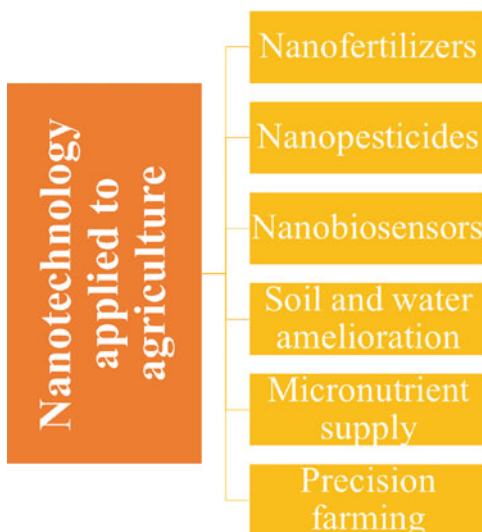 Nanotechnology
applied to
agriculture
Nanofertilizers
Nanopesticides
Nanobiosensors
Soil and water
amelioration
Micronutrient
supply
Precision
farming